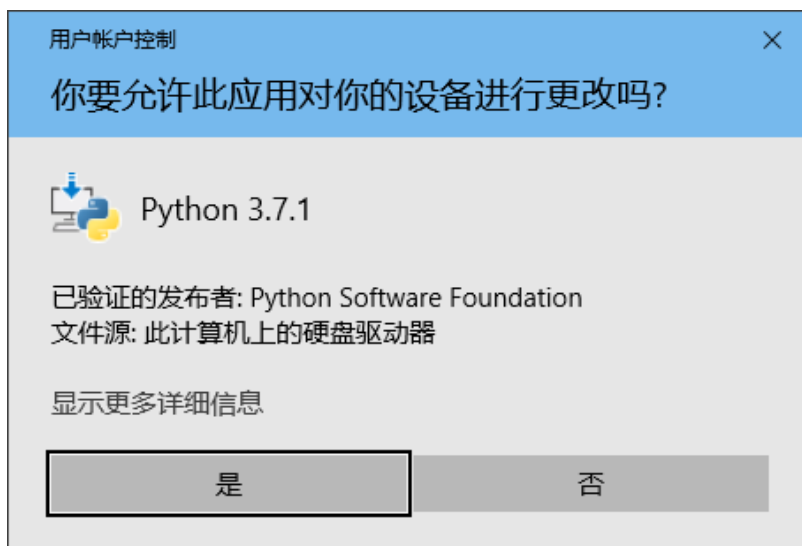 用户帐户控制
你要允许此应用对你的设备进行更改吗?
Python 3.7.1
已验证的发布者: Python Software Foundation
文件源: 此计算机上的硬盘驱动器
显示更多详细信息
是
否